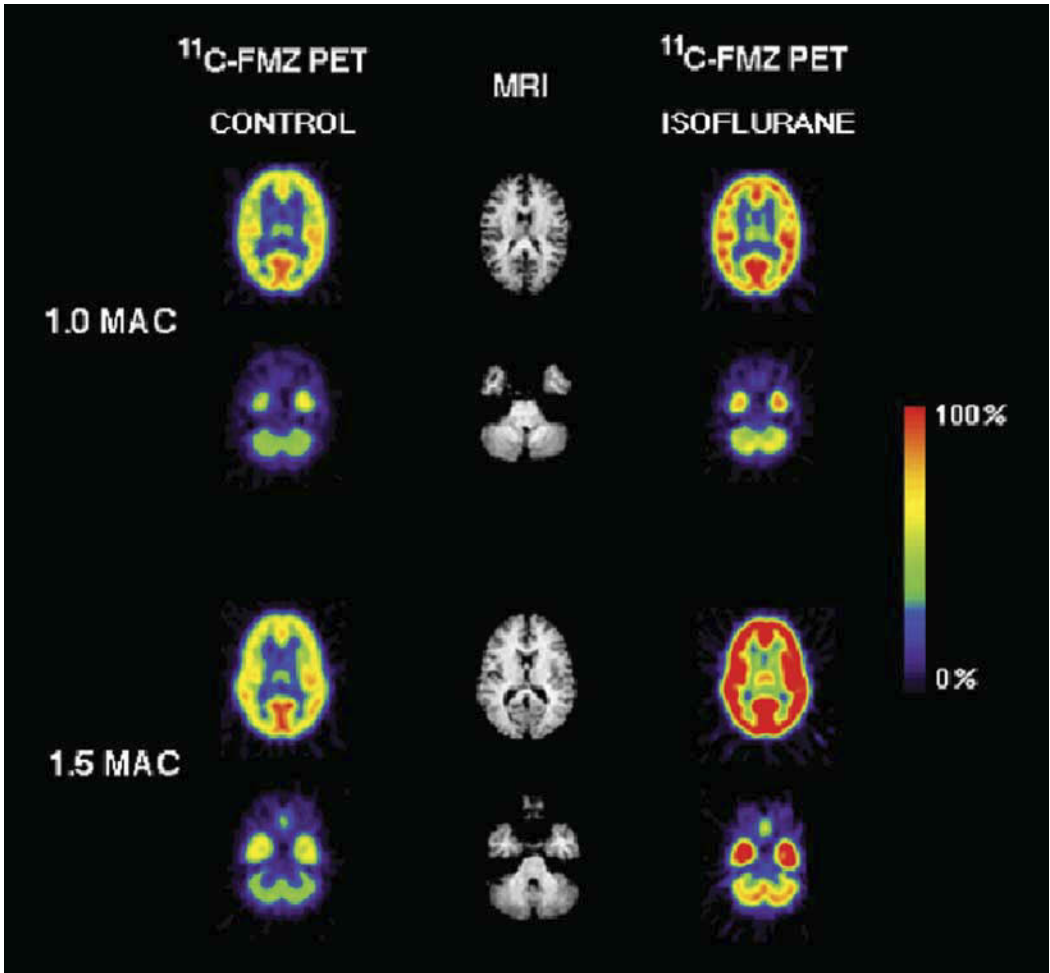 ¹¹C-FMZ PET
CONTROL
MRI
¹¹C-FMZ PET
ISOFLURANE
1.0 MAC
100%
0%
1.5 MAC